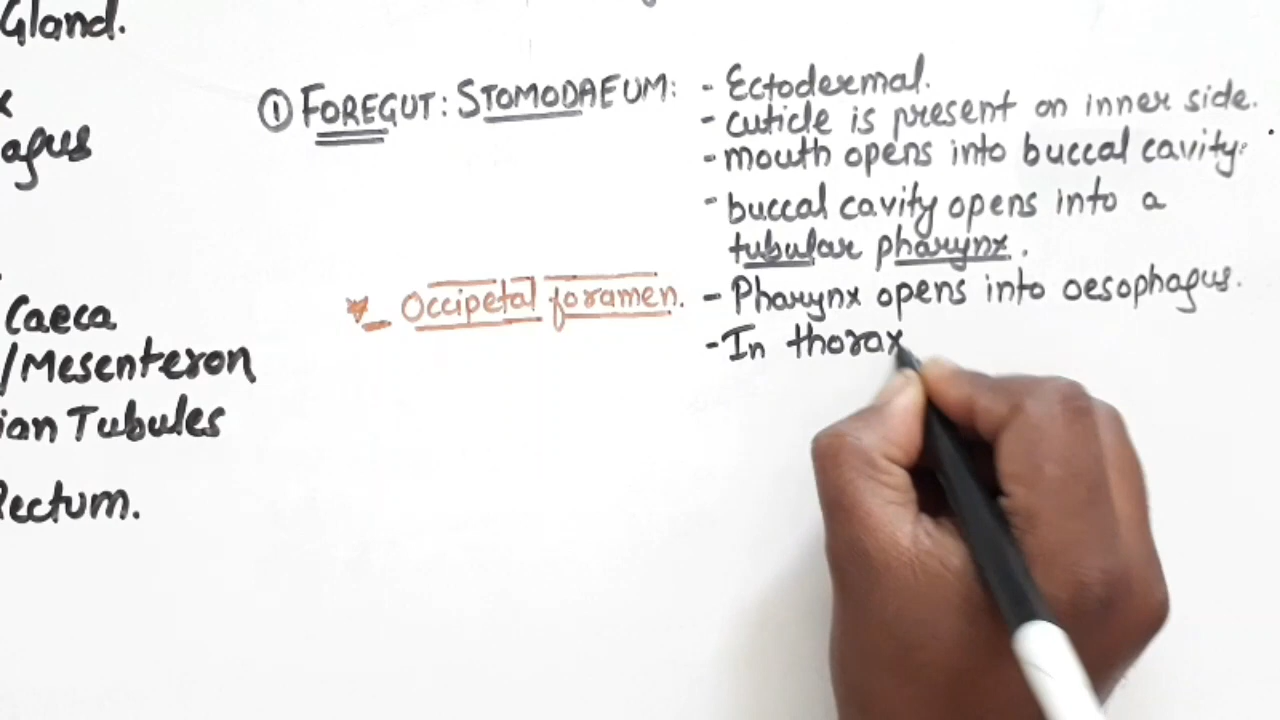 Gland.
① FOREGUT: STOMODAEUM: - Ectodermal.
- cuticle is present on inner side.
- mouth opens into buccal cavity.
- buccal cavity opens into a
tubular pharynx.
Occipetal foramen. - Pharynx opens into oesophagus.
- In thorax
agus
Caeca
/Mesenteron
ian Tubules
Rectum.